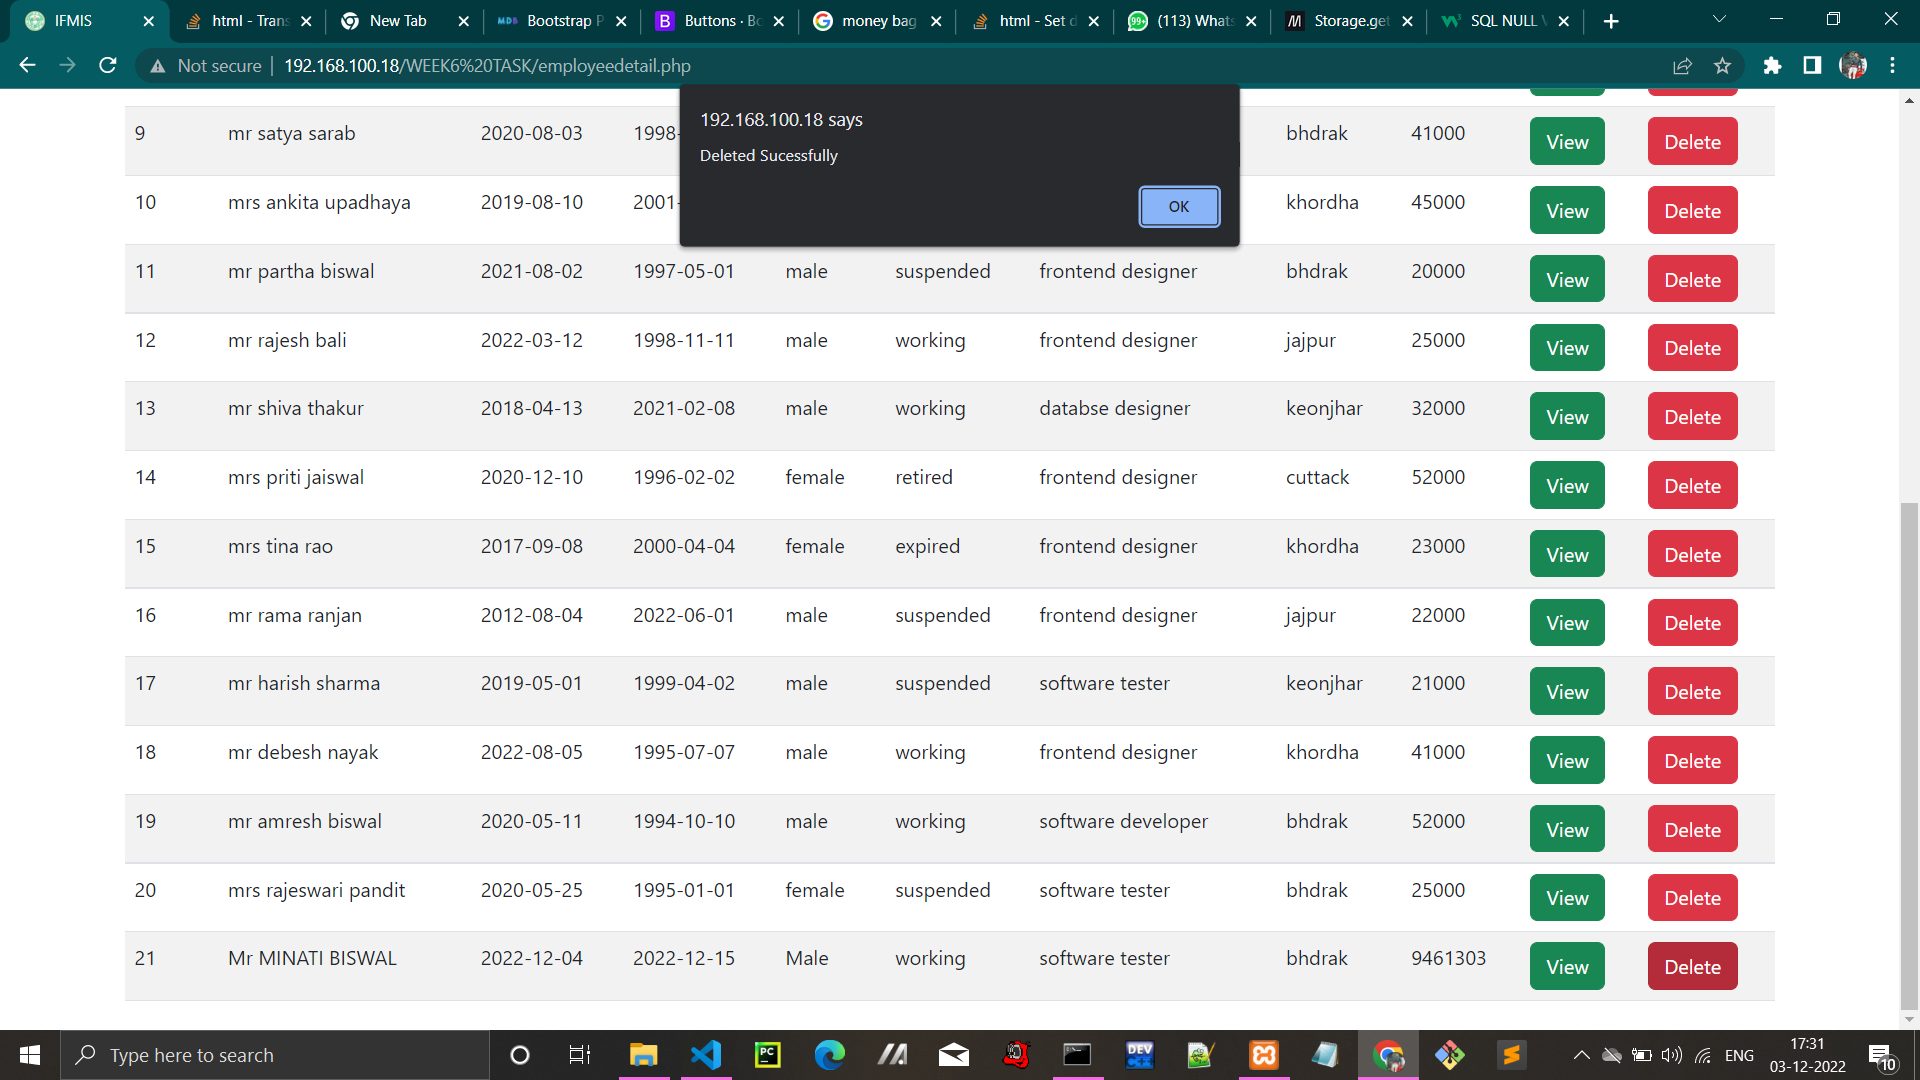 IFMIS
html - Trans
New Tab
MDB Bootstrap P
B Buttons · Bo
money bag
html - Set d
99+ (113) Whats
M Storage.get
SQL NULL V
Not secure | 192.168.100.18/WEEK6%20TASK/employeedetail.php
192.168.100.18 says
Deleted Sucessfully
OK
9 mr satya sarab 2020-08-03 1998- bhdrak 41000 View Delete
10 mrs ankita upadhaya 2019-08-10 2001- khordha 45000 View Delete
11 mr partha biswal 2021-08-02 1997-05-01 male suspended frontend designer bhdrak 20000 View Delete
12 mr rajesh bali 2022-03-12 1998-11-11 male working frontend designer jajpur 25000 View Delete
13 mr shiva thakur 2018-04-13 2021-02-08 male working databse designer keonjhar 32000 View Delete
14 mrs priti jaiswal 2020-12-10 1996-02-02 female retired frontend designer cuttack 52000 View Delete
15 mrs tina rao 2017-09-08 2000-04-04 female expired frontend designer khordha 23000 View Delete
16 mr rama ranjan 2012-08-04 2022-06-01 male suspended frontend designer jajpur 22000 View Delete
17 mr harish sharma 2019-05-01 1999-04-02 male suspended software tester keonjhar 21000 View Delete
18 mr debesh nayak 2022-08-05 1995-07-07 male working frontend designer khordha 41000 View Delete
19 mr amresh biswal 2020-05-11 1994-10-10 male working software developer bhdrak 52000 View Delete
20 mrs rajeswari pandit 2020-05-25 1995-01-01 female suspended software tester bhdrak 25000 View Delete
21 Mr MINATI BISWAL 2022-12-04 2022-12-15 Male working software tester bhdrak 9461303 View Delete
Type here to search
PC
DEV
C++
ENG
17:31
03-12-2022
10